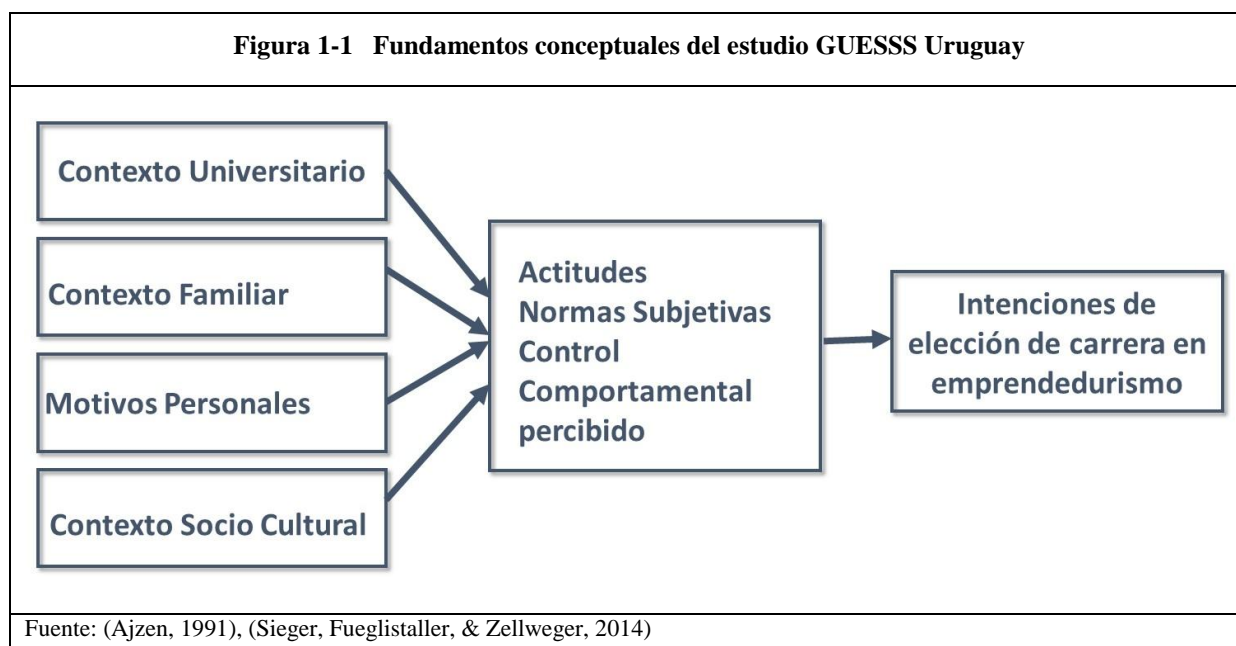 Figura 1-1 Fundamentos conceptuales del estudio GUESSS Uruguay
Contexto Universitario
Contexto Familiar
Motivos Personales
Contexto Socio Cultural
Actitudes
Normas Subjetivas
Control
Comportamental
percibido
Intenciones de
elección de carrera en
emprendedurismo
Fuente: (Ajzen, 1991), (Sieger, Fueglistaller, & Zellweger, 2014)